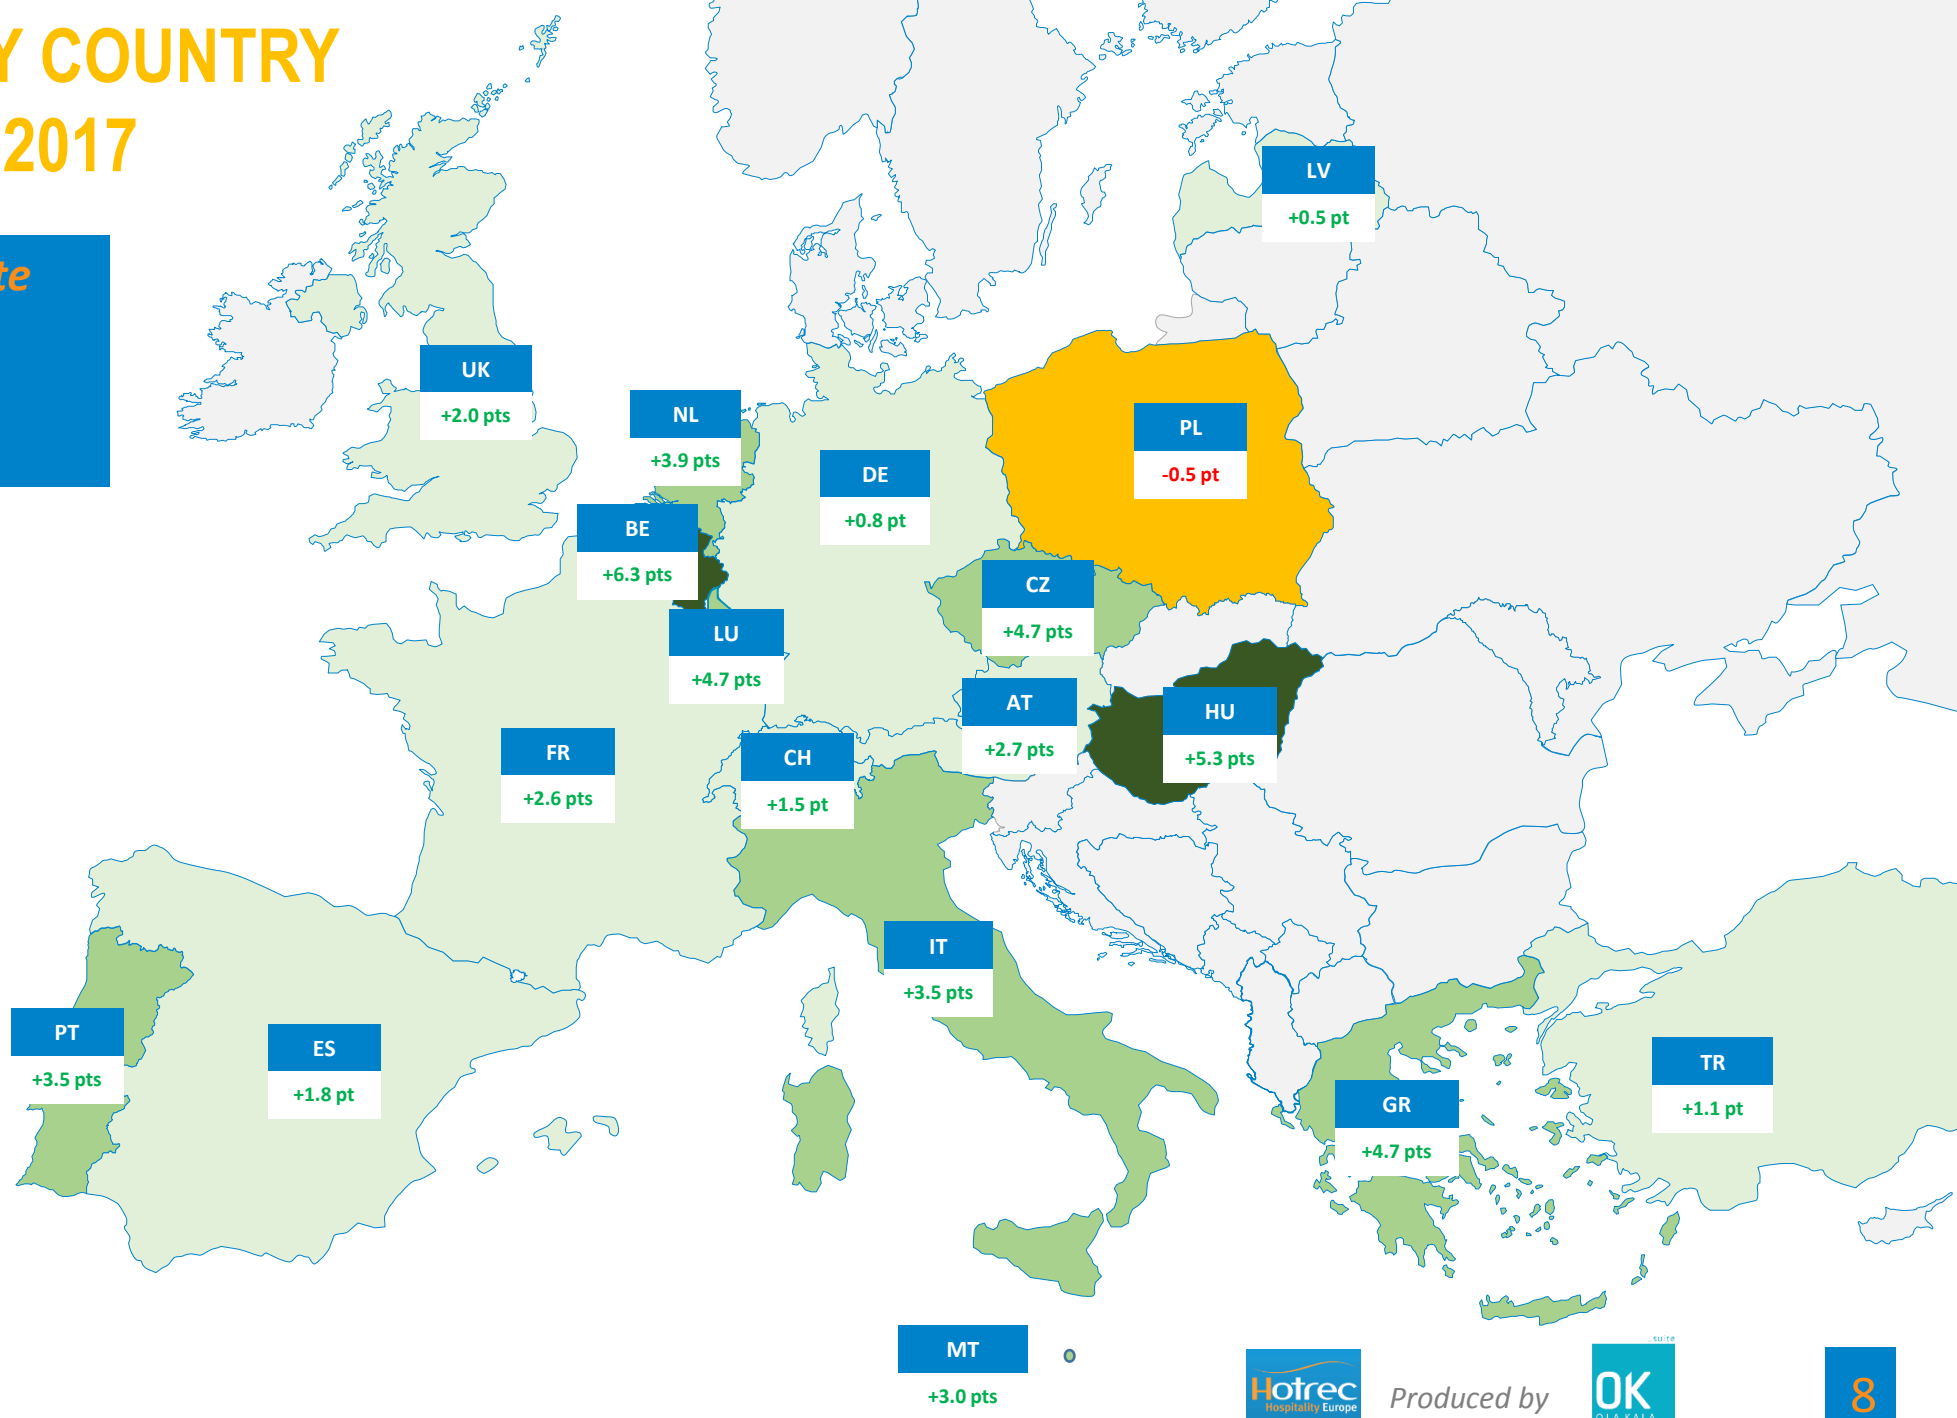 Y COUNTRY
2017
te
LV
+0.5 pt
UK
+2.0 pts
NL
+3.9 pts
PL
-0.5 pt
DE
+0.8 pt
BE
+6.3 pts
CZ
+4.7 pts
LU
+4.7 pts
AT
+2.7 pts
HU
+5.3 pts
FR
+2.6 pts
CH
+1.5 pt
IT
+3.5 pts
PT
+3.5 pts
ES
+1.8 pt
TR
+1.1 pt
GR
+4.7 pts
MT
+3.0 pts
Hotrec
Hospitality Europe
Produced by
suite
OK
OLAKALA
8